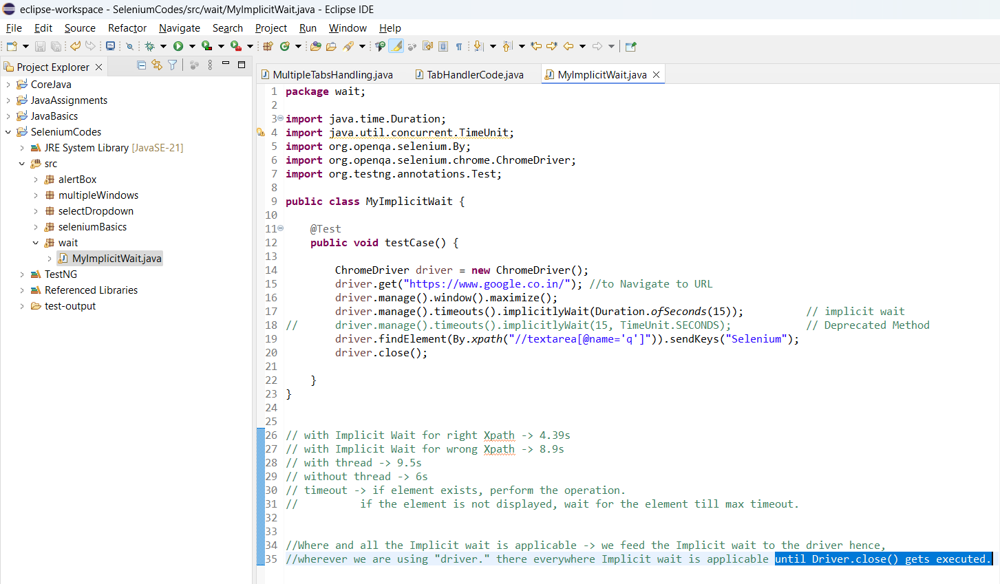 eclipse-workspace - SeleniumCodes/src/wait/MyImplicitWait.java - Eclipse IDE
File Edit Source Refactor Navigate Search Project Run Window Help
Project Explorer
CoreJava
JavaAssignments
JavaBasics
SeleniumCodes
JRE System Library [JavaSE-21]
src
alertBox
multipleWindows
selectDropdown
seleniumBasics
wait
MyImplicitWait.java
TestNG
Referenced Libraries
test-output
MultipleTabsHandling.java TabHandlerCode.java MyImplicitWait.java
1 package wait;
2
3 import java.time.Duration;
4 import java.util.concurrent.TimeUnit;
5 import org.openqa.selenium.By;
6 import org.openqa.selenium.chrome.ChromeDriver;
7 import org.testng.annotations.Test;
8
9 public class MyImplicitWait {
10
11 @Test
12 public void testCase() {
13
14 ChromeDriver driver = new ChromeDriver();
15 driver.get("https://www.google.co.in/"); //to Navigate to URL
16 driver.manage().window().maximize();
17 driver.manage().timeouts().implicitlyWait(Duration.ofSeconds(15)); // implicit wait
18 // driver.manage().timeouts().implicitlyWait(15, TimeUnit.SECONDS); // Deprecated Method
19 driver.findElement(By.xpath("//textarea[@name='q']")).sendKeys("Selenium");
20 driver.close();
21
22 }
23 }
24
25
26 // with Implicit Wait for right Xpath -> 4.39s
27 // with Implicit Wait for wrong Xpath -> 8.9s
28 // with thread -> 9.5s
29 // without thread -> 6s
30 // timeout -> if element exists, perform the operation.
31 // if the element is not displayed, wait for the element till max timeout.
32
33
34 //Where and all the Implicit wait is applicable -> we feed the Implicit wait to the driver hence,
35 //wherever we are using "driver." there everywhere Implicit wait is applicable until Driver.close() gets executed.